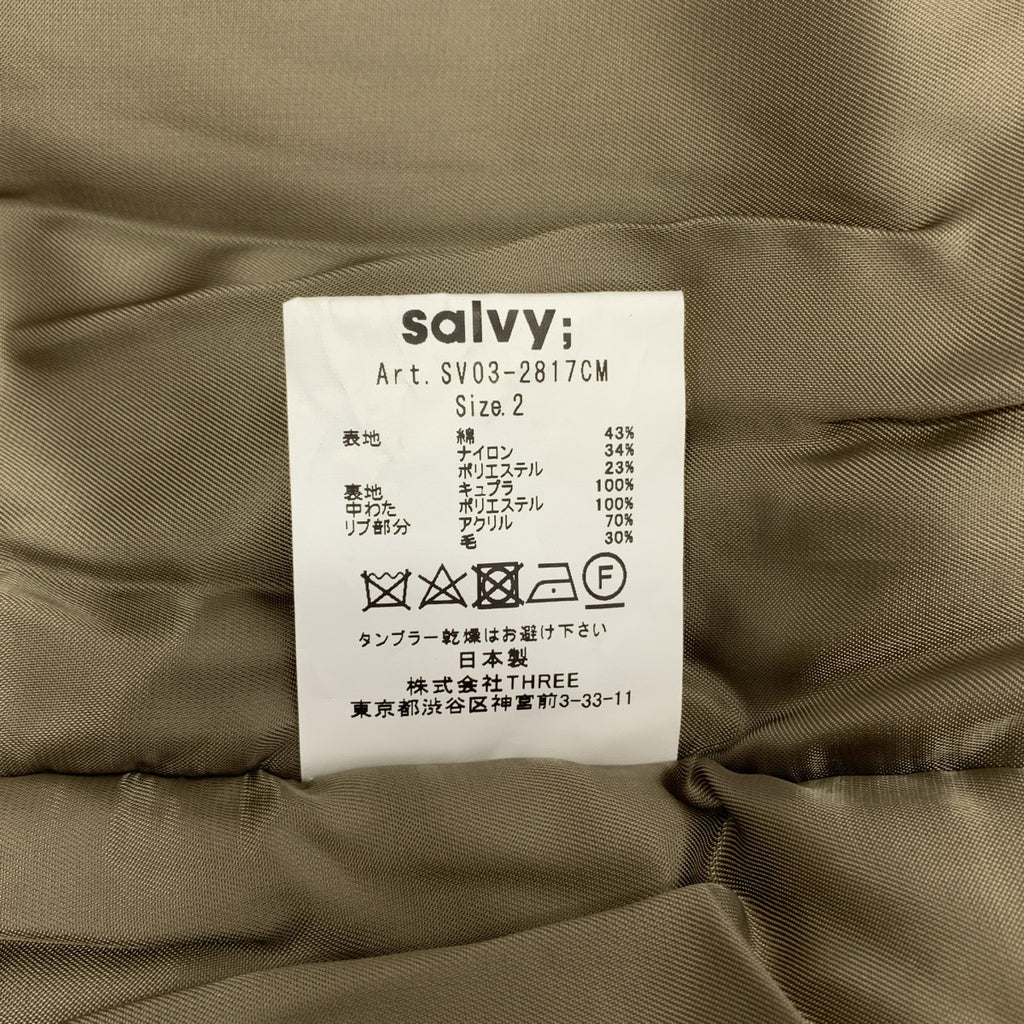 salvy;
Art. SV03-2817CM
Size. 2
表地 綿 43%
ナイロン 34%
ポリエステル 23%
裏地 キュプラ 100%
中わた ポリエステル 100%
リブ部分 アクリル 70%
毛 30%
F
タンブラー乾燥はお避け下さい
日本製
株式会社THREE
東京都渋谷区神宮前3-33-11